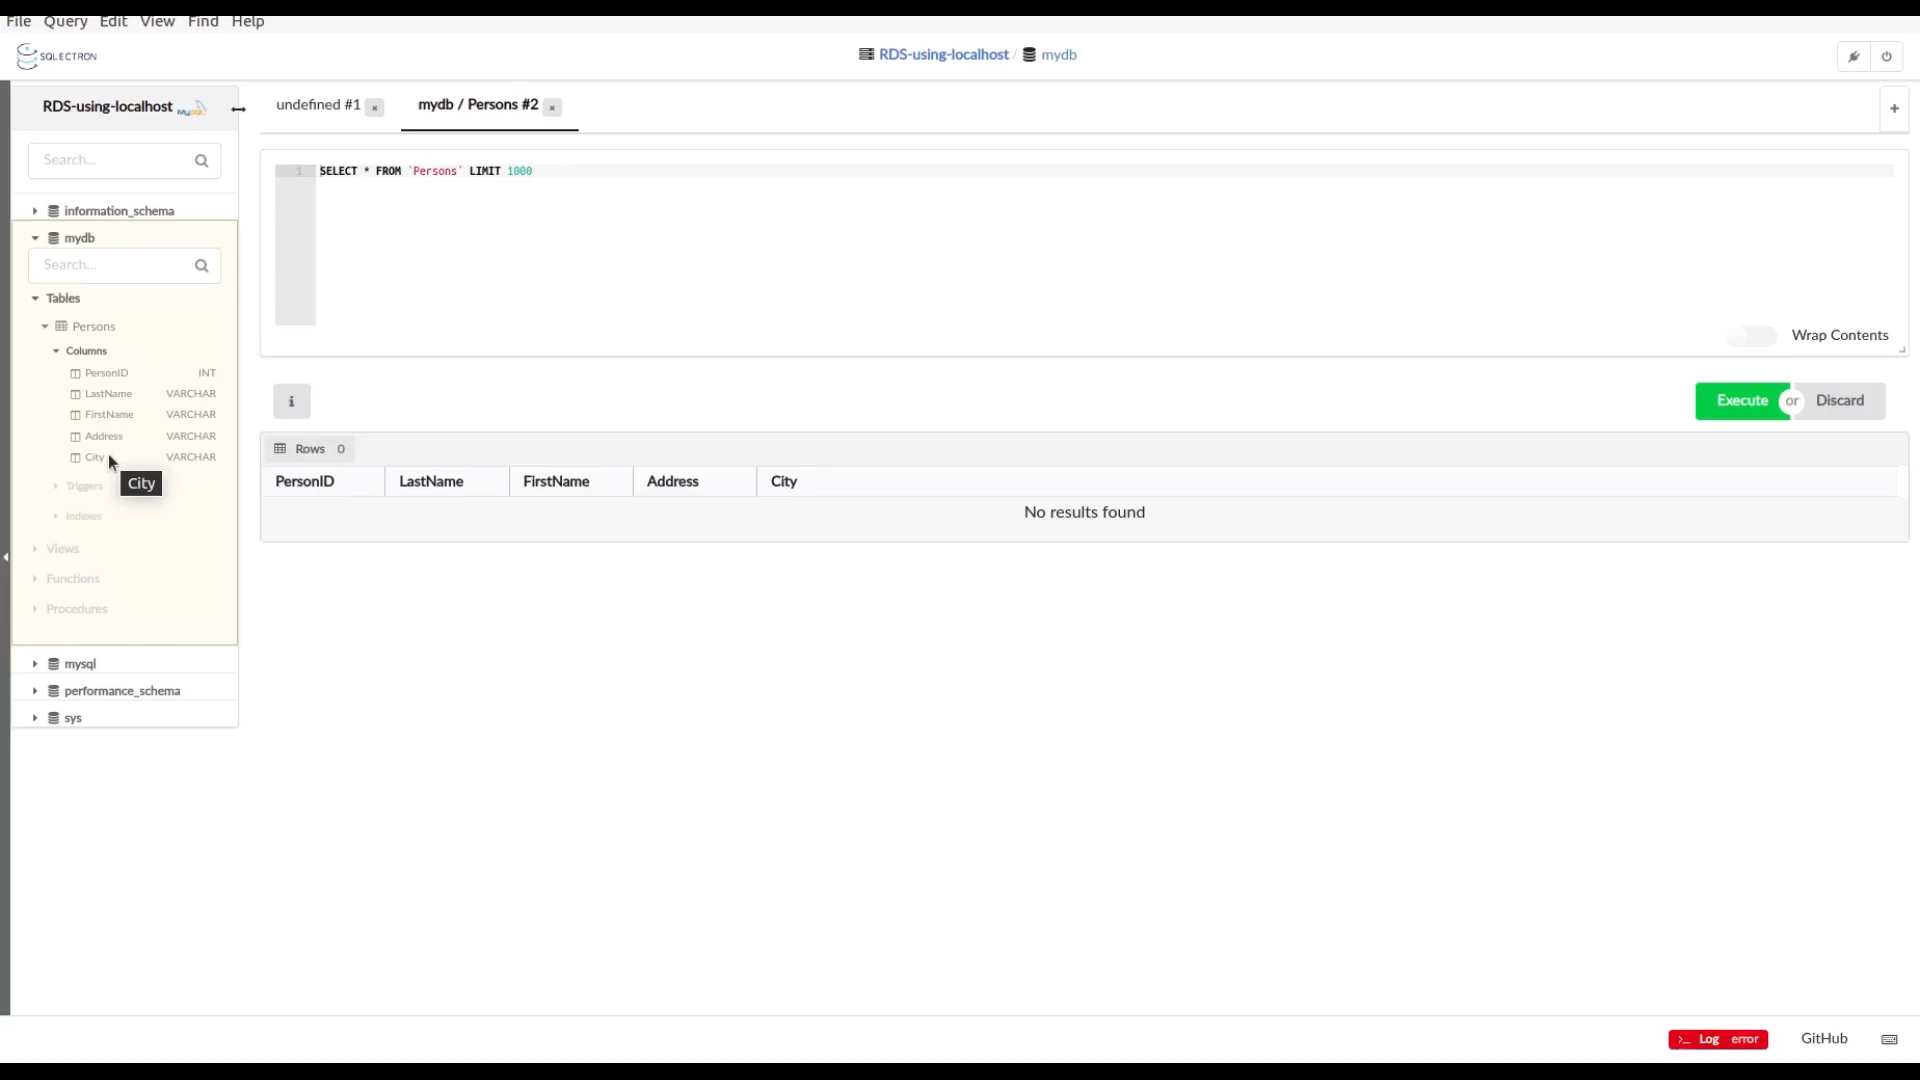 File Query Edit View Find Help
SQLECTRON
RDS-using-localhost / mydb
RDS-using-localhost MySQL
undefined #1 ×
mydb / Persons #2 ×
+
Search...
1 SELECT * FROM `Persons` LIMIT 1000
information_schema
mydb
Search...
Tables
Persons
Columns
PersonID INT
LastName VARCHAR
FirstName VARCHAR
Address VARCHAR
City VARCHAR
City
Triggers
Indexes
Views
Functions
Procedures
mysql
performance_schema
sys
Wrap Contents
i
Execute or Discard
Rows 0
PersonID LastName FirstName Address City
No results found
>_ Log error GitHub